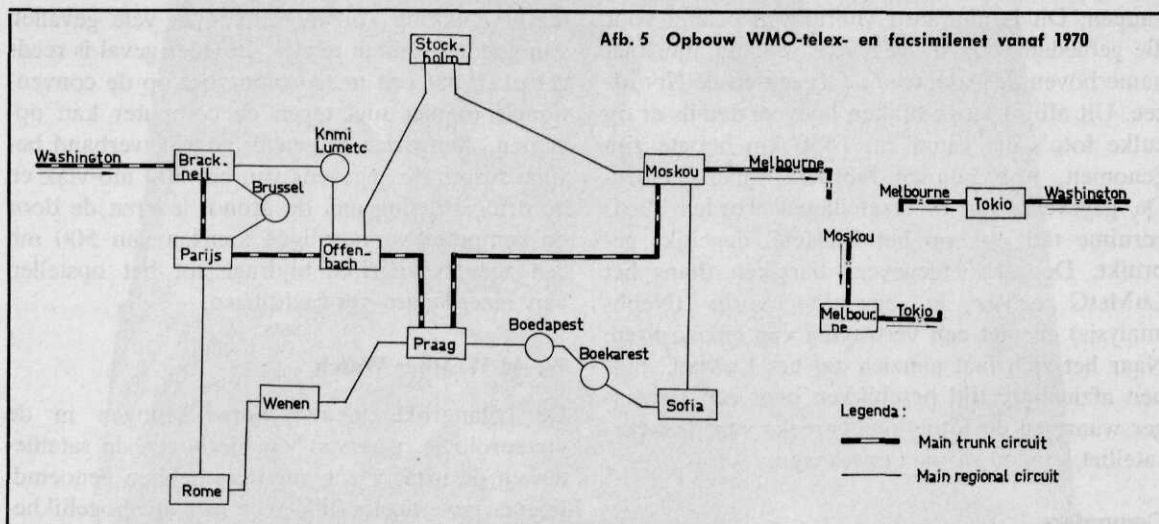 Afb. 5 Opbouw WMO-telex- en facsimilenet vanaf 1970
Stock.
holm
Knmi
Lumetc
Washington
Brack.
nell
Brussel
Moskou
Melbourne
Melbourne
Tokio
Washington
Parijs
Offen.
bach
Moskou
Melbour.
ne
Tokio
Praag
Boedapest
Boekarest
Wenen
Sofia
Rome
Legenda:
Main trunk circuit
Main regional circuit